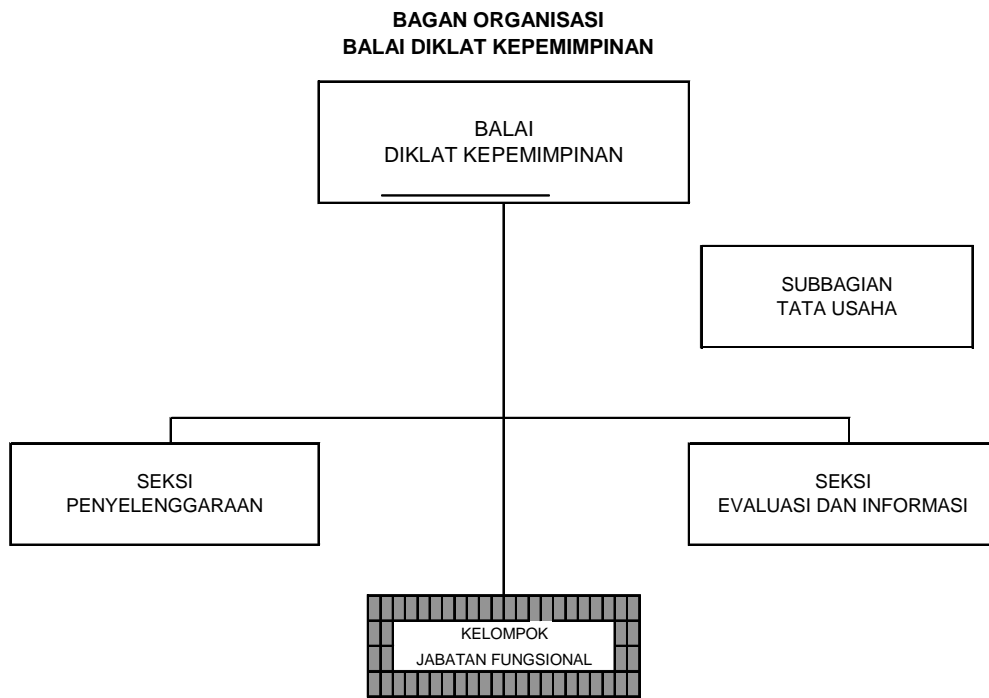 BAGAN ORGANISASI
BALAI DIKLAT KEPEMIMPINAN
BALAI
DIKLAT KEPEMIMPINAN
SUBBAGIAN
TATA USAHA
SEKSI
PENYELENGGARAAN
SEKSI
EVALUASI DAN INFORMASI
KELOMPOK
JABATAN FUNGSIONAL